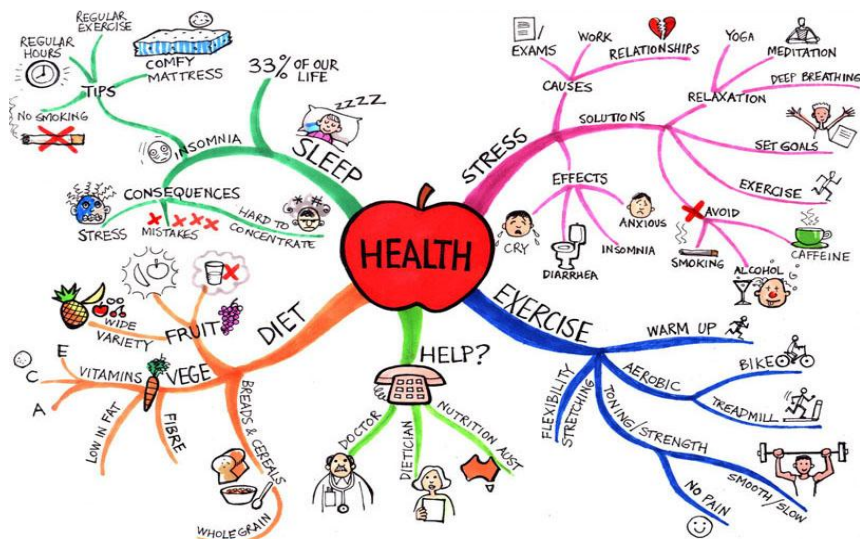 HEALTH
SLEEP
33% OF OUR
LIFE
ZZZZ
INSOMNIA
TIPS
REGULAR
HOURS
REGULAR
EXERCISE
COMFY
MATTRESS
NO SMOKING
CONSEQUENCES
STRESS
MISTAKES
HARD TO
CONCENTRATE
STRESS
CAUSES
EXAMS
WORK
RELATIONSHIPS
SOLUTIONS
RELAXATION
YOGA
MEDITATION
DEEP BREATHING
SET GOALS
EXERCISE
AVOID
SMOKING
ALCOHOL
CAFFEINE
EFFECTS
CRY
DIARRHEA
INSOMNIA
ANXIOUS
EXERCISE
WARM UP
AEROBIC
BIKE
TREADMILL
TONING/STRENGTH
SMOOTH/SLOW
NO PAIN
FLEXIBILITY
STRETCHING
HELP?
DOCTOR
DIETICIAN
NUTRITION AUST
DIET
FRUIT
WIDE
VARIETY
VEGE
VITAMINS
E
C
A
LOW IN FAT
FIBRE
BREADS & CEREALS
WHOLEGRAIN